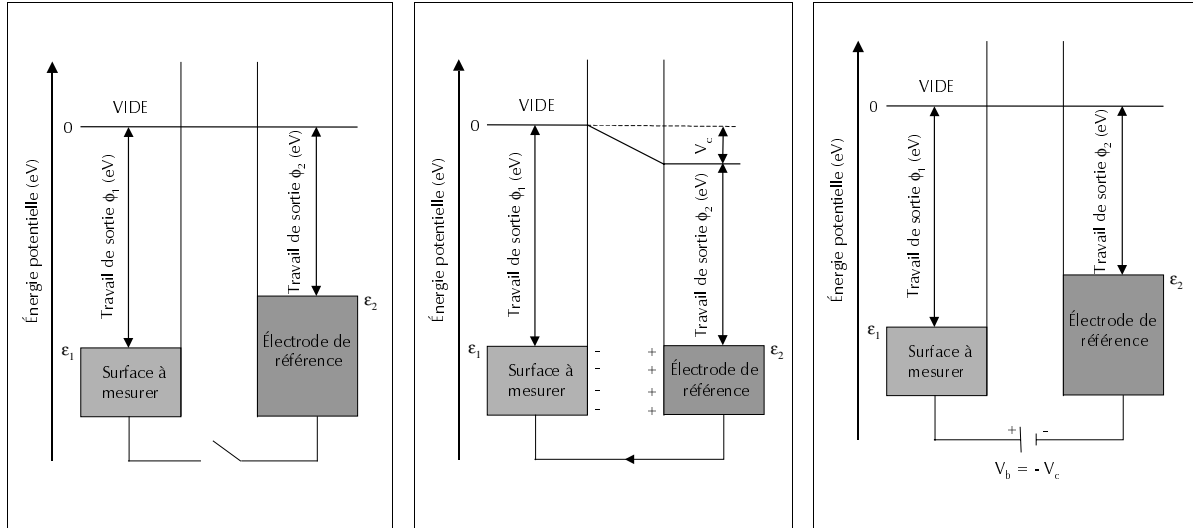 VIDE
0
Énergie potentielle (eV)
Travail de sortie ϕ1 (eV)
Travail de sortie ϕ2 (eV)
ε1
ε2
Surface à
mesurer
Électrode de
référence
VIDE
0
Vc
Énergie potentielle (eV)
Travail de sortie ϕ1 (eV)
Travail de sortie ϕ2 (eV)
ε1
ε2
Surface à
mesurer
- +
- +
- +
- +
Électrode de
référence
VIDE
0
Énergie potentielle (eV)
Travail de sortie ϕ1 (eV)
Travail de sortie ϕ2 (eV)
ε1
ε2
Surface à
mesurer
Électrode de
référence
+ -
Vb = - Vc